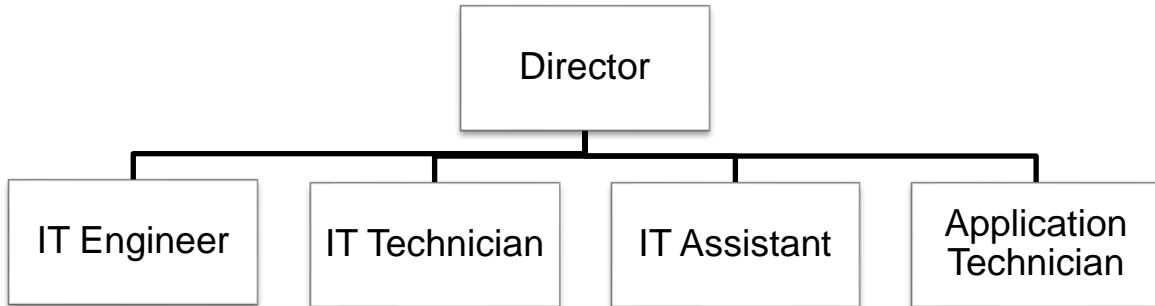 Director
IT Engineer
IT Technician
IT Assistant
Application
Technician